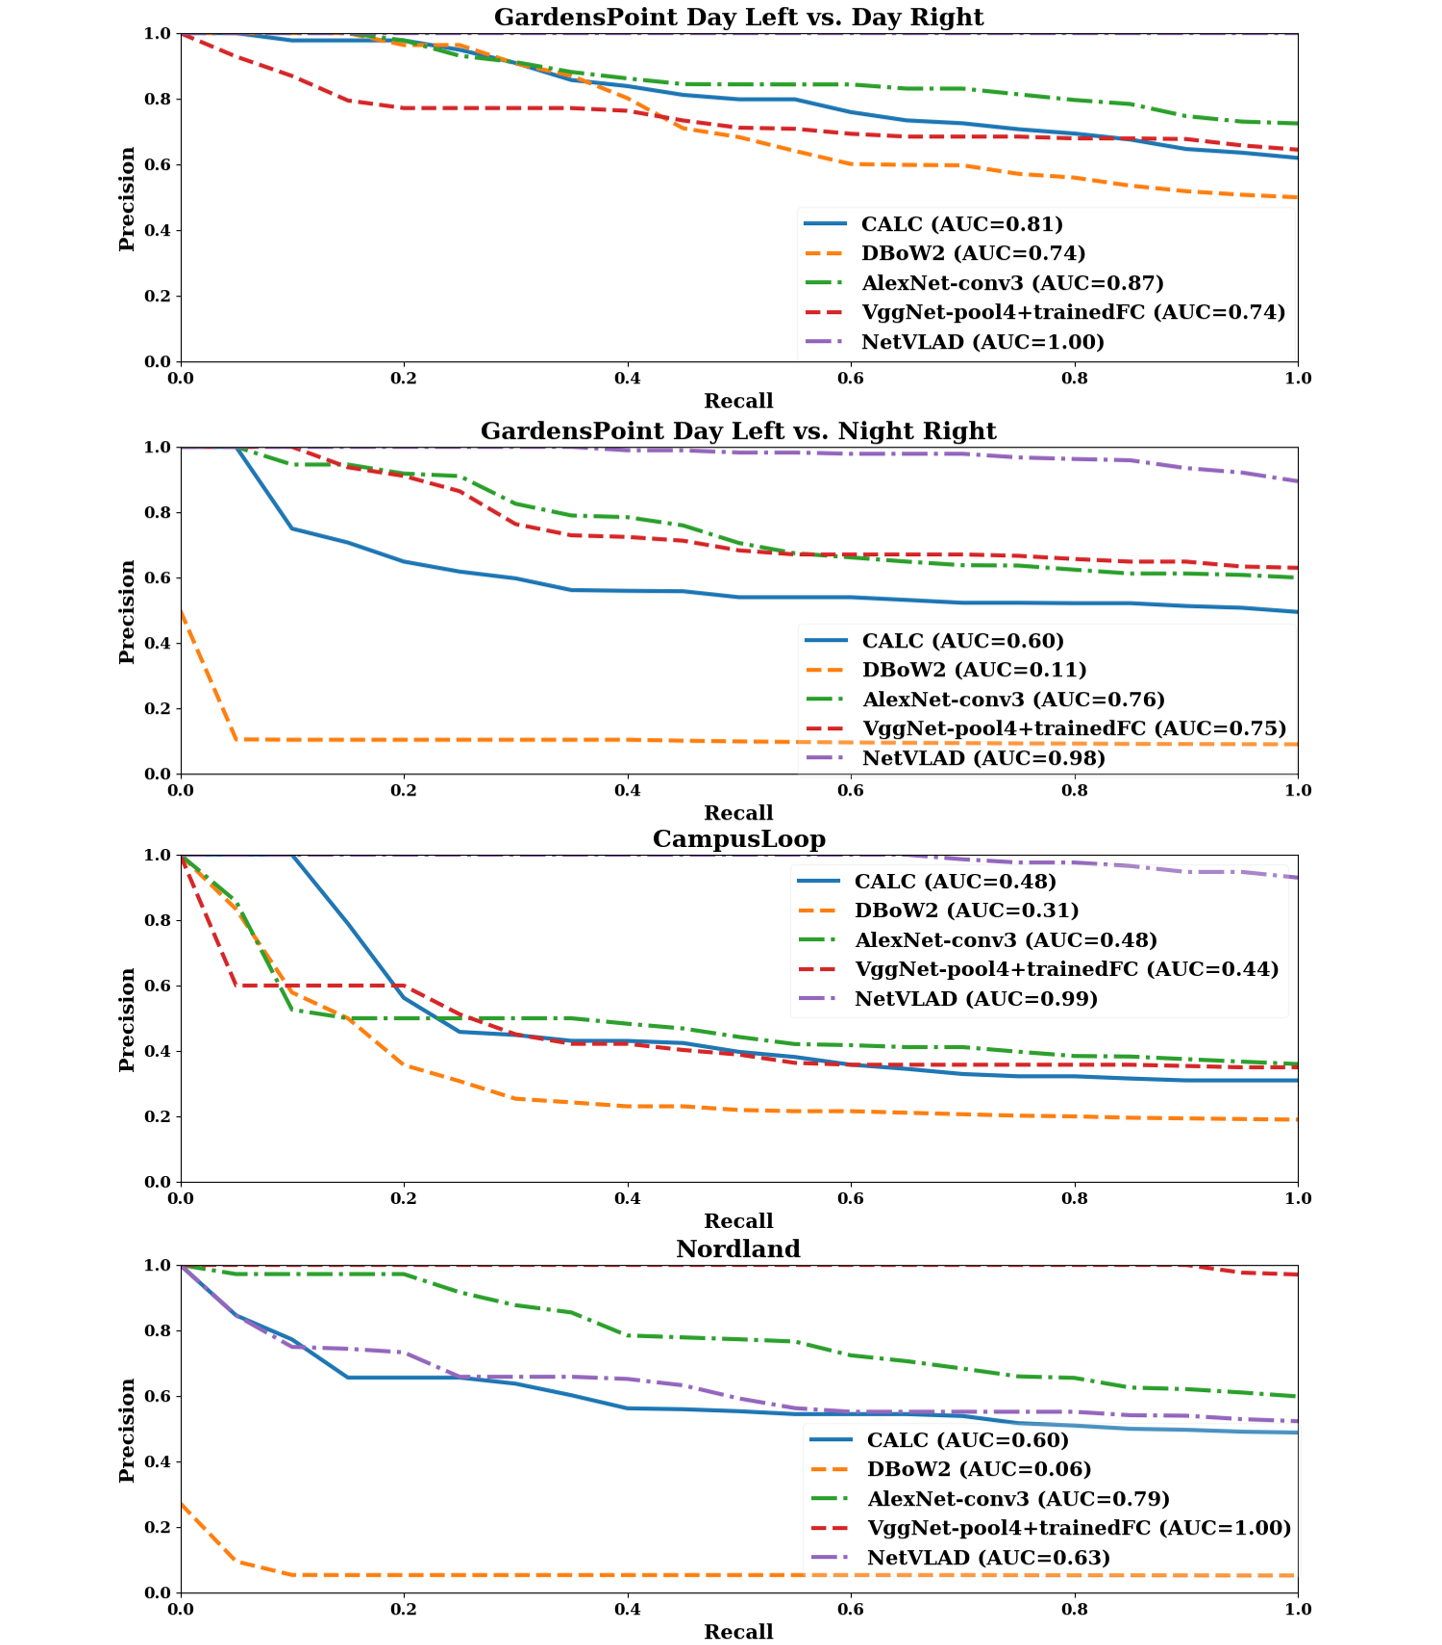 GardensPoint Day Left vs. Day Right
1.0
0.8
0.6
0.4
0.2
0.0
Precision
0.0 0.2 0.4 0.6 0.8 1.0
Recall
CALC (AUC=0.81)
DBoW2 (AUC=0.74)
AlexNet-conv3 (AUC=0.87)
VggNet-pool4+trainedFC (AUC=0.74)
NetVLAD (AUC=1.00)
GardensPoint Day Left vs. Night Right
1.0
0.8
0.6
0.4
0.2
0.0
Precision
0.0 0.2 0.4 0.6 0.8 1.0
Recall
CALC (AUC=0.60)
DBoW2 (AUC=0.11)
AlexNet-conv3 (AUC=0.76)
VggNet-pool4+trainedFC (AUC=0.75)
NetVLAD (AUC=0.98)
CampusLoop
1.0
0.8
0.6
0.4
0.2
0.0
Precision
0.0 0.2 0.4 0.6 0.8 1.0
Recall
CALC (AUC=0.48)
DBoW2 (AUC=0.31)
AlexNet-conv3 (AUC=0.48)
VggNet-pool4+trainedFC (AUC=0.44)
NetVLAD (AUC=0.99)
Nordland
1.0
0.8
0.6
0.4
0.2
0.0
Precision
0.0 0.2 0.4 0.6 0.8 1.0
Recall
CALC (AUC=0.60)
DBoW2 (AUC=0.06)
AlexNet-conv3 (AUC=0.79)
VggNet-pool4+trainedFC (AUC=1.00)
NetVLAD (AUC=0.63)